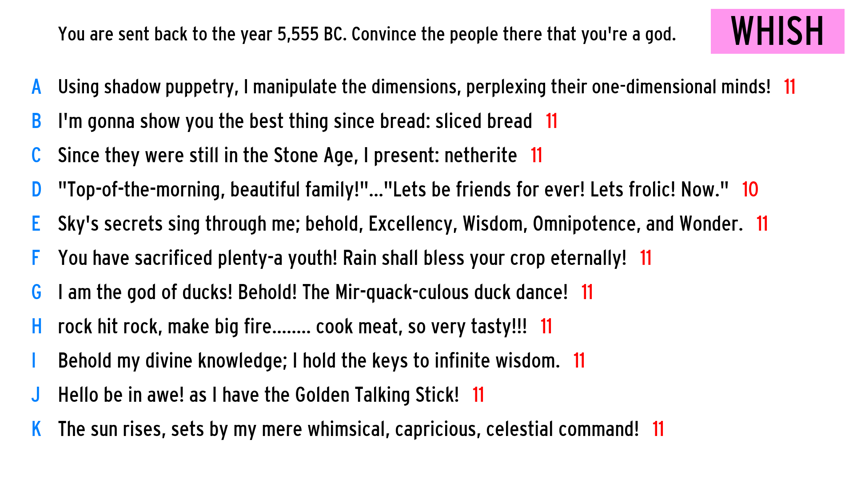 You are sent back to the year 5,555 BC. Convince the people there that you're a god.
WHISH
A Using shadow puppetry, I manipulate the dimensions, perplexing their one-dimensional minds! 11
B I'm gonna show you the best thing since bread: sliced bread 11
C Since they were still in the Stone Age, I present: netherite 11
D "Top-of-the-morning, beautiful family!"..."Lets be friends for ever! Lets frolic! Now." 10
E Sky's secrets sing through me; behold, Excellency, Wisdom, Omnipotence, and Wonder. 11
F You have sacrificed plenty-a youth! Rain shall bless your crop eternally! 11
G I am the god of ducks! Behold! The Mir-quack-culous duck dance! 11
H rock hit rock, make big fire........ cook meat, so very tasty!!! 11
I Behold my divine knowledge; I hold the keys to infinite wisdom. 11
J Hello be in awe! as I have the Golden Talking Stick! 11
K The sun rises, sets by my mere whimsical, capricious, celestial command! 11